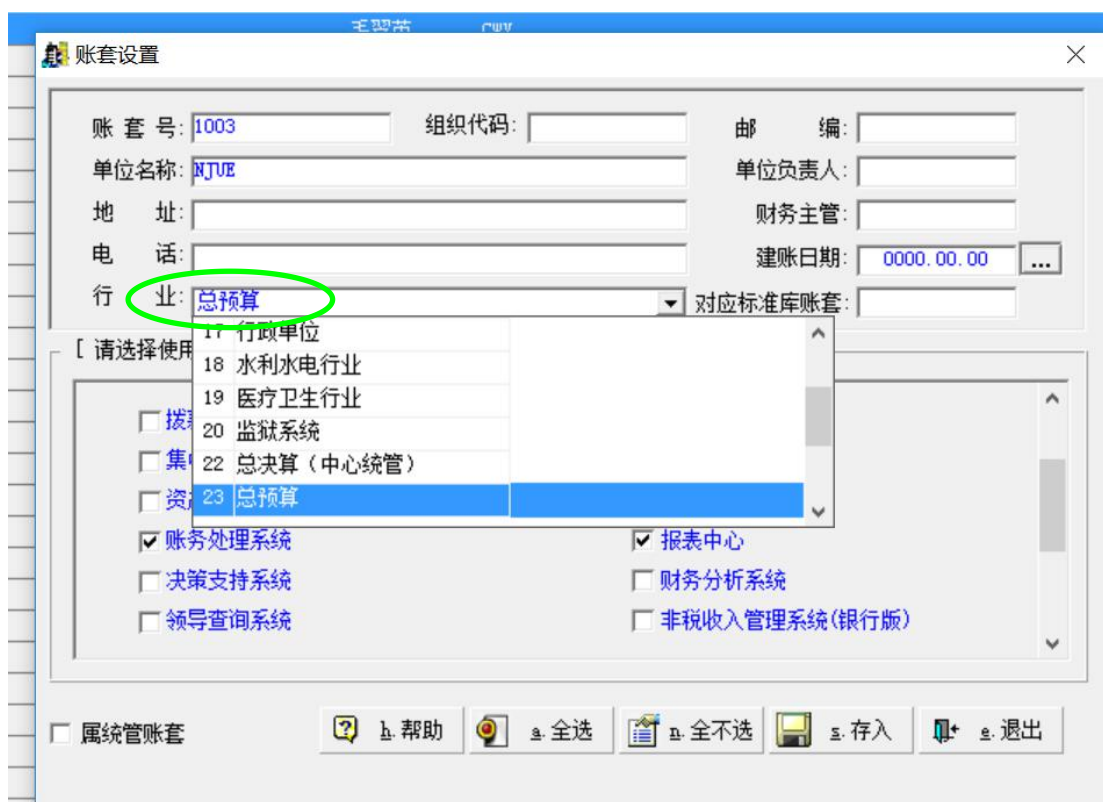 账套设置
账 套 号: 1003 组织代码: 邮 编:
单位名称: NJUE 单位负责人:
地 址: 财务主管:
电 话: 建账日期: 0000.00.00 ...
行 业: 总预算 对应标准库账套:
17 行政单位
[ 请选择使用
18 水利水电行业
19 医疗卫生行业
20 监狱系统
22 总决算（中心统管）
23 总预算
账务处理系统 报表中心
决策支持系统 财务分析系统
领导查询系统 非税收入管理系统(银行版)
属统管账套 h.帮助 a.全选 n.全不选 s.存入 e.退出